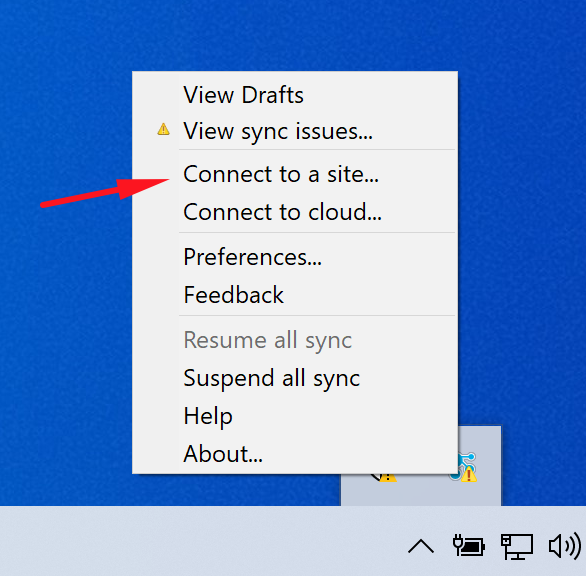 View Drafts
View sync issues...
Connect to a site...
Connect to cloud...
Preferences...
Feedback
Resume all sync
Suspend all sync
Help
About...